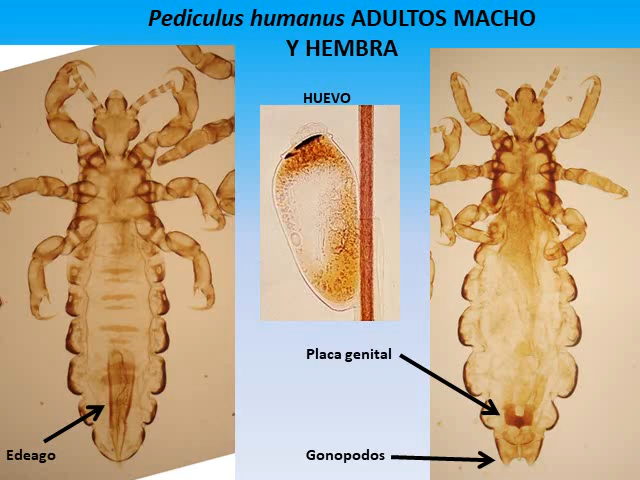 Pediculus humanus ADULTOS MACHO
Y HEMBRA
HUEVO
Placa genital
Edeago
Gonopodos